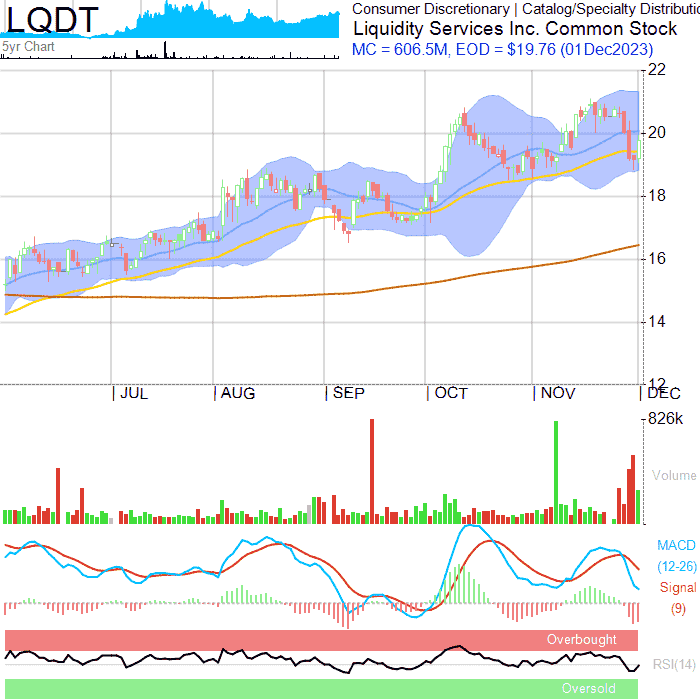 LQDT
5yr Chart
Consumer Discretionary | Catalog/Specialty Distributio
Liquidity Services Inc. Common Stock
MC = 606.5M, EOD = $19.76 (01Dec2023)
22
20
18
16
14
12
| JUL | AUG | SEP | OCT | NOV | DEC
826k
Volume
MACD
(12-26)
Signal
(9)
Overbought
RSI(14)
Oversold